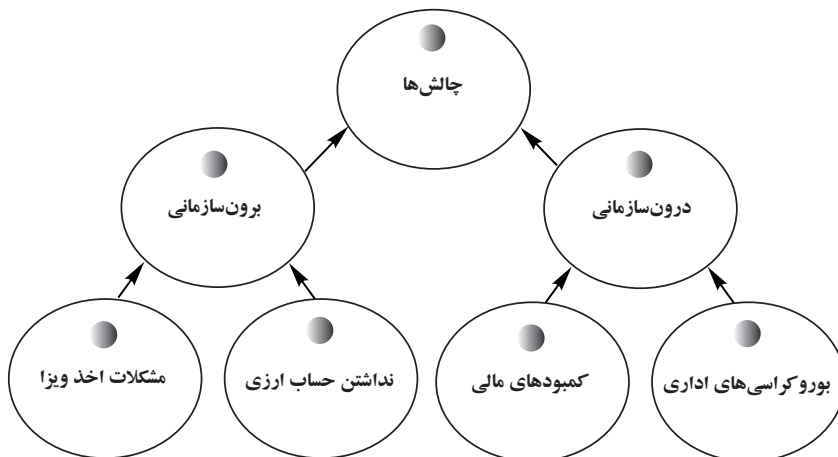 چالش‌ها
درون‌سازمانی
برون‌سازمانی
بوروکراسی‌های اداری
کمبودهای مالی
نداشتن حساب ارزی
مشکلات اخذ ویزا